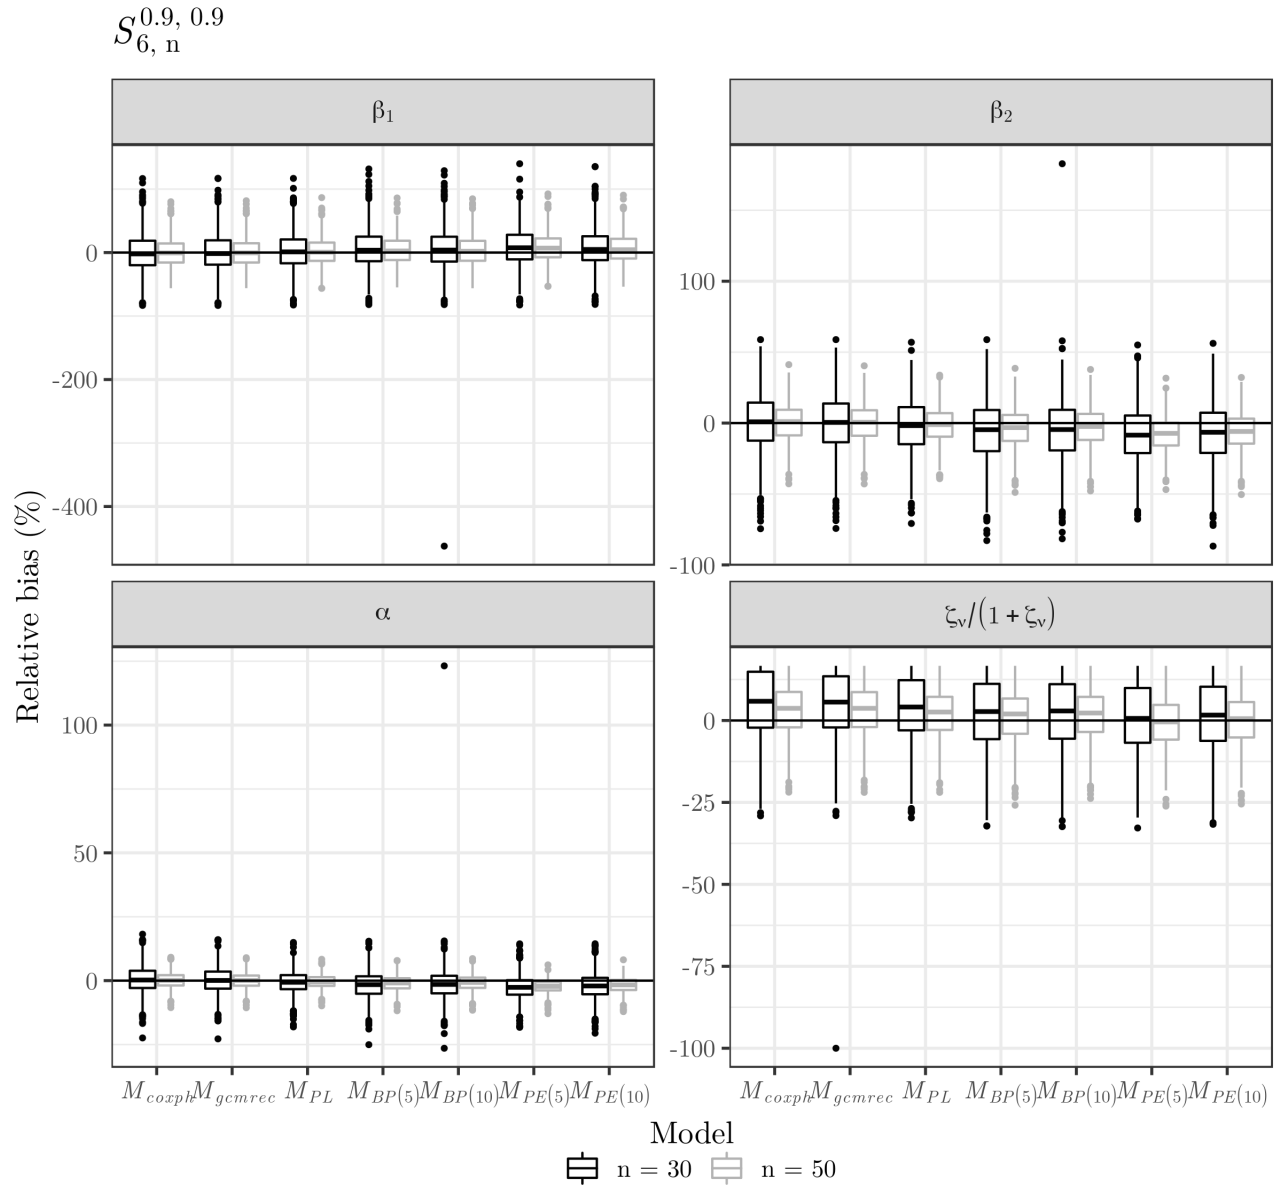 S₆, ₙ⁰·⁹, ⁰·⁹
β₁
β₂
0
-200
-400
100
0
-100
α
ζᵥ/(1 + ζᵥ)
100
50
0
0
-25
-50
-75
-100
Relative bias (%)
M_coxph M_gcmrec M_PL M_BP(5) M_BP(10) M_PE(5) M_PE(10)
M_coxph M_gcmrec M_PL M_BP(5) M_BP(10) M_PE(5) M_PE(10)
Model
n = 30 n = 50